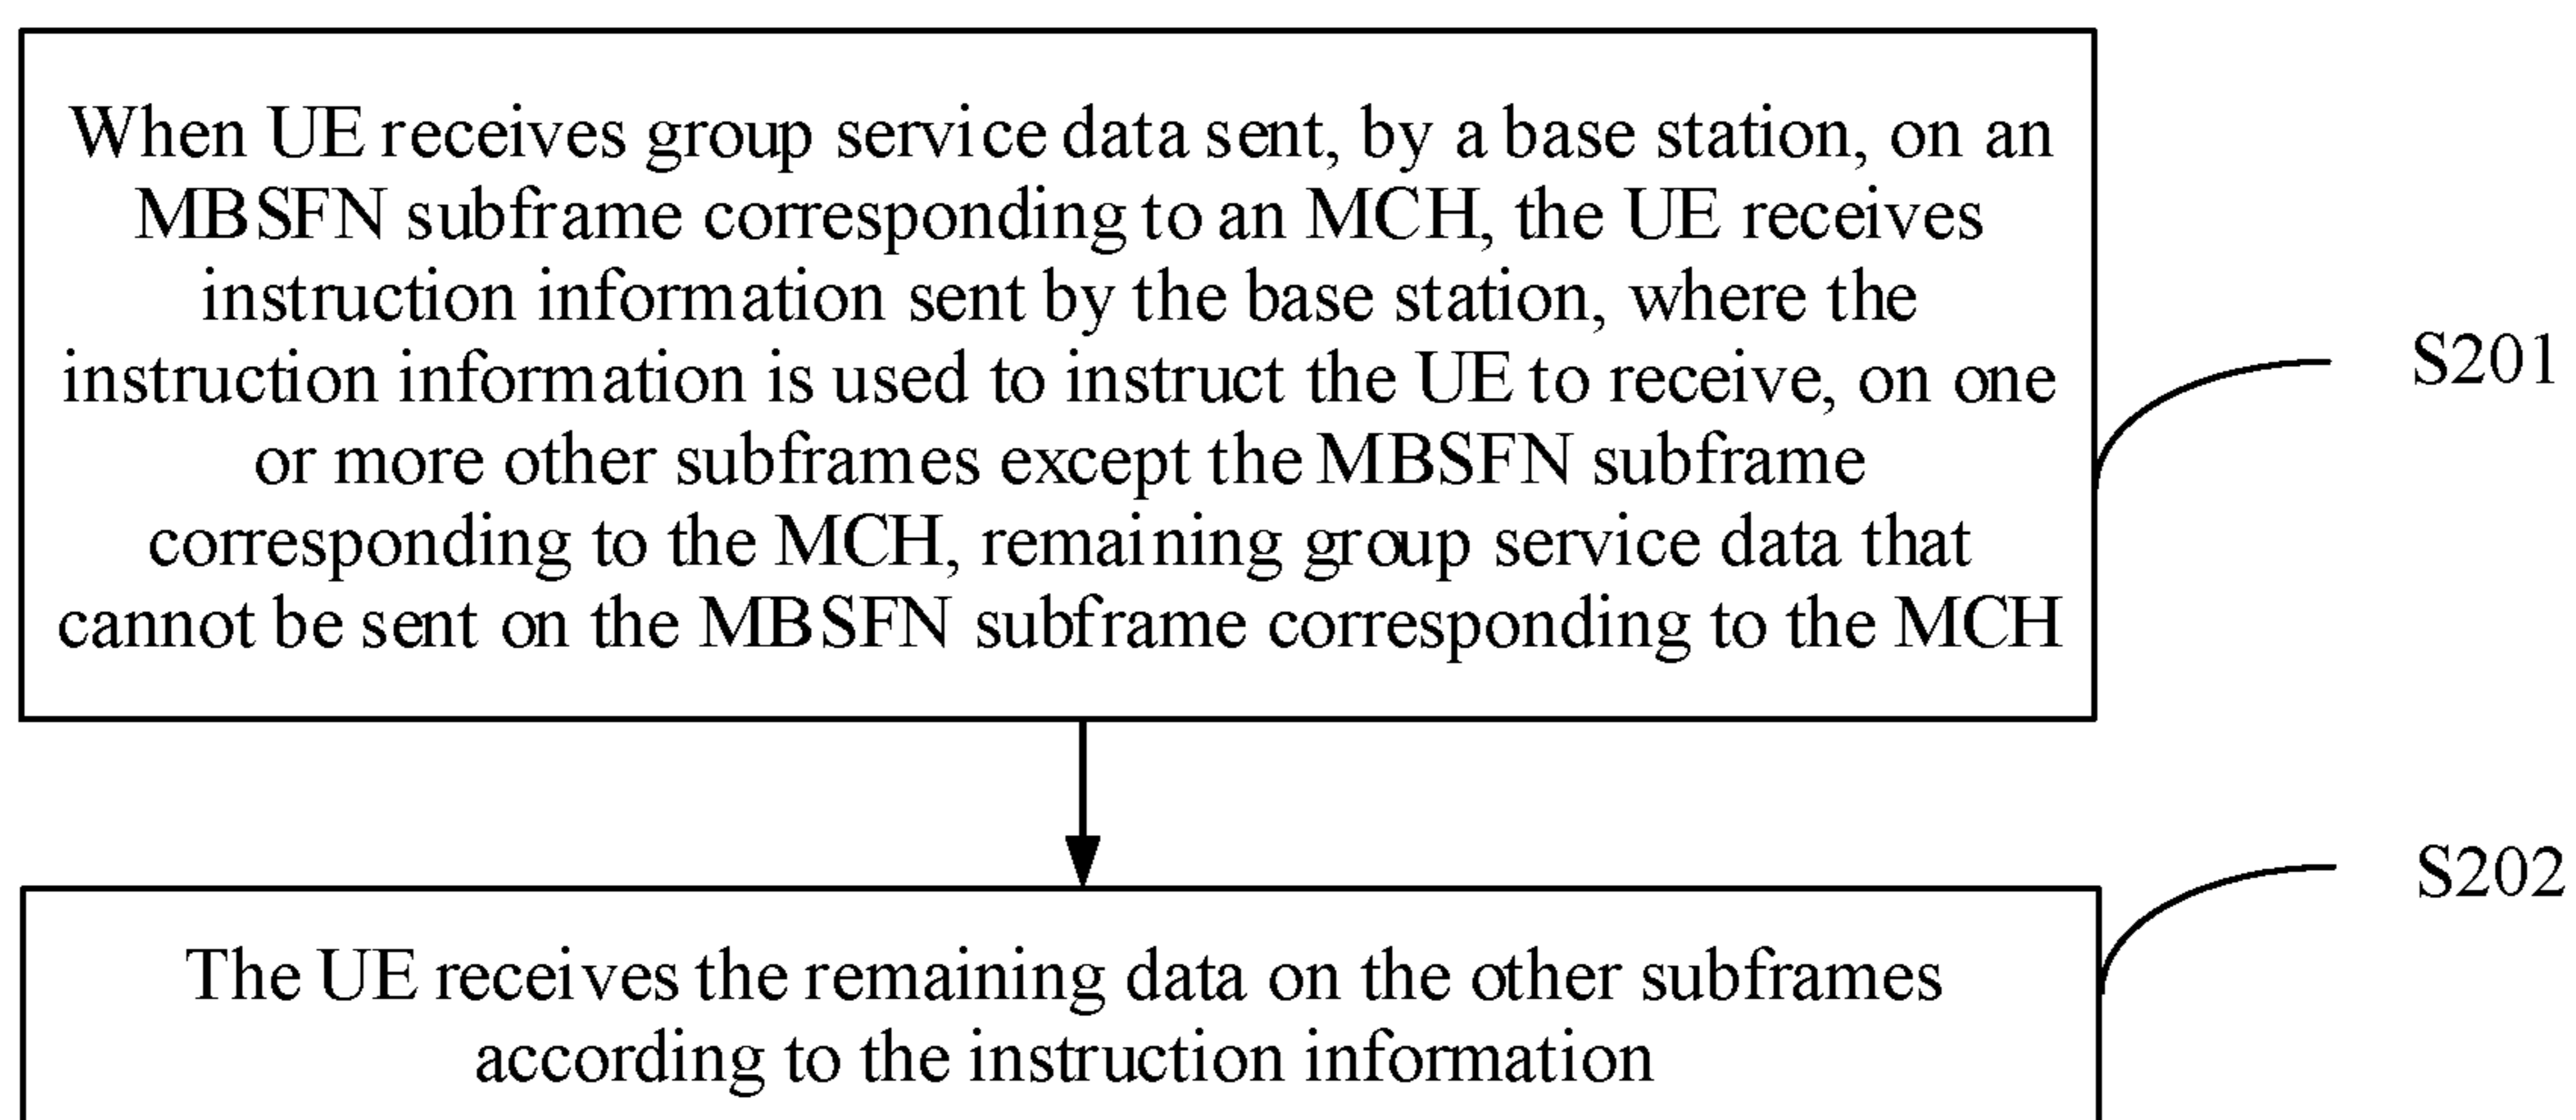 When UE receives group service data sent, by a base station, on an
MBSFN subframe corresponding to an MCH, the UE receives
instruction information sent by the base station, where the
instruction information is used to instruct the UE to receive, on one
or more other subframes except the MBSFN subframe
corresponding to the MCH, remaining group service data that
cannot be sent on the MBSFN subframe corresponding to the MCH
S201
S202
The UE receives the remaining data on the other subframes
according to the instruction information